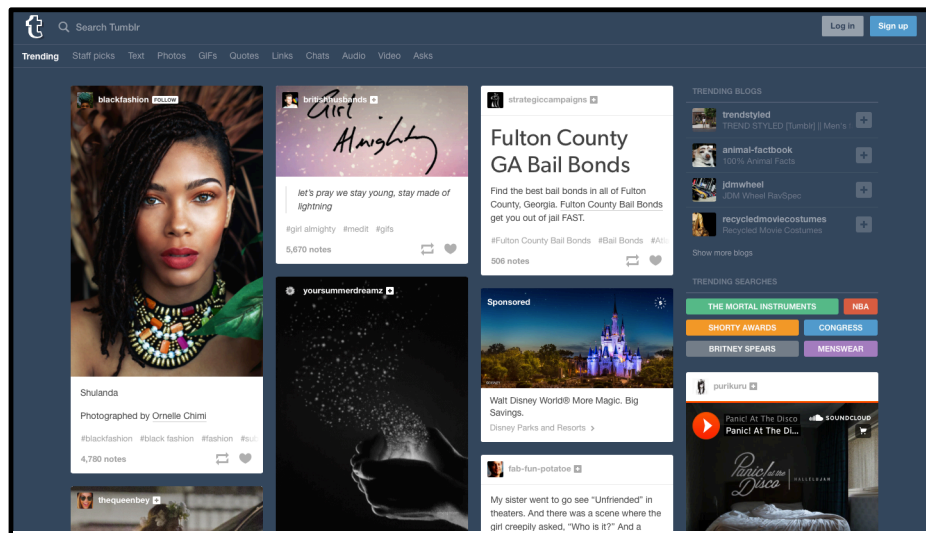 t
Search Tumblr
Log in
Sign up
Trending Staff picks Text Photos GIFs Quotes Links Chats Audio Video Asks
blackfashion FOLLOW
Shulanda
Photographed by Ornelle Chimi
#blackfashion #black fashion #fashion
4,780 notes
thequeenbey
britishhusbands
Girl
Almighty
let's pray we stay young, stay made of
lightning
#girl almighty #medit #gifs
5,670 notes
yoursummerdreamz
strategiccampaigns
Fulton County
GA Bail Bonds
Find the best bail bonds in all of Fulton
County, Georgia. Fulton County Bail Bonds
get you out of jail FAST.
#Fulton County Bail Bonds #Bail Bonds
506 notes
Sponsored
Walt Disney World® More Magic. Big
Savings.
Disney Parks and Resorts >
fab-fun-potatoe
My sister went to go see “Unfriended” in
theaters. And there was a scene where the
girl creepily asked, “Who is it?” And a
TRENDING BLOGS
trendstyled
TREND STYLED [Tumblr] || Men's
animal-factbook
100% Animal Facts
jdmwheel
JDM Wheel RavSpec
recycledmoviecostumes
Recycled Movie Costumes
Show more blogs
TRENDING SEARCHES
THE MORTAL INSTRUMENTS NBA
SHORTY AWARDS CONGRESS
BRITNEY SPEARS MENSWEAR
purikuru
Panic! At The Disco
Panic! At The Di...
SOUNDCLOUD
Panic! at the
Disco
HALLELUJAH